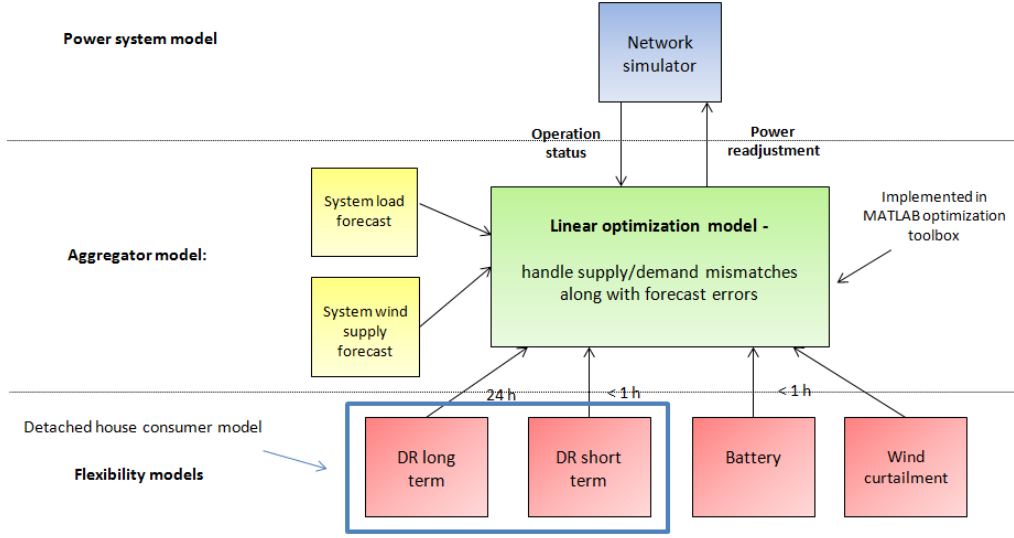 Power system model
Network
simulator
Operation
status
Power
readjustment
System load
forecast
Linear optimization model -
handle supply/demand mismatches
along with forecast errors
Implemented in
MATLAB optimization
toolbox
Aggregator model:
System wind
supply
forecast
24 h
< 1 h
< 1 h
Detached house consumer model
Flexibility models
DR long
term
DR short
term
Battery
Wind
curtailment